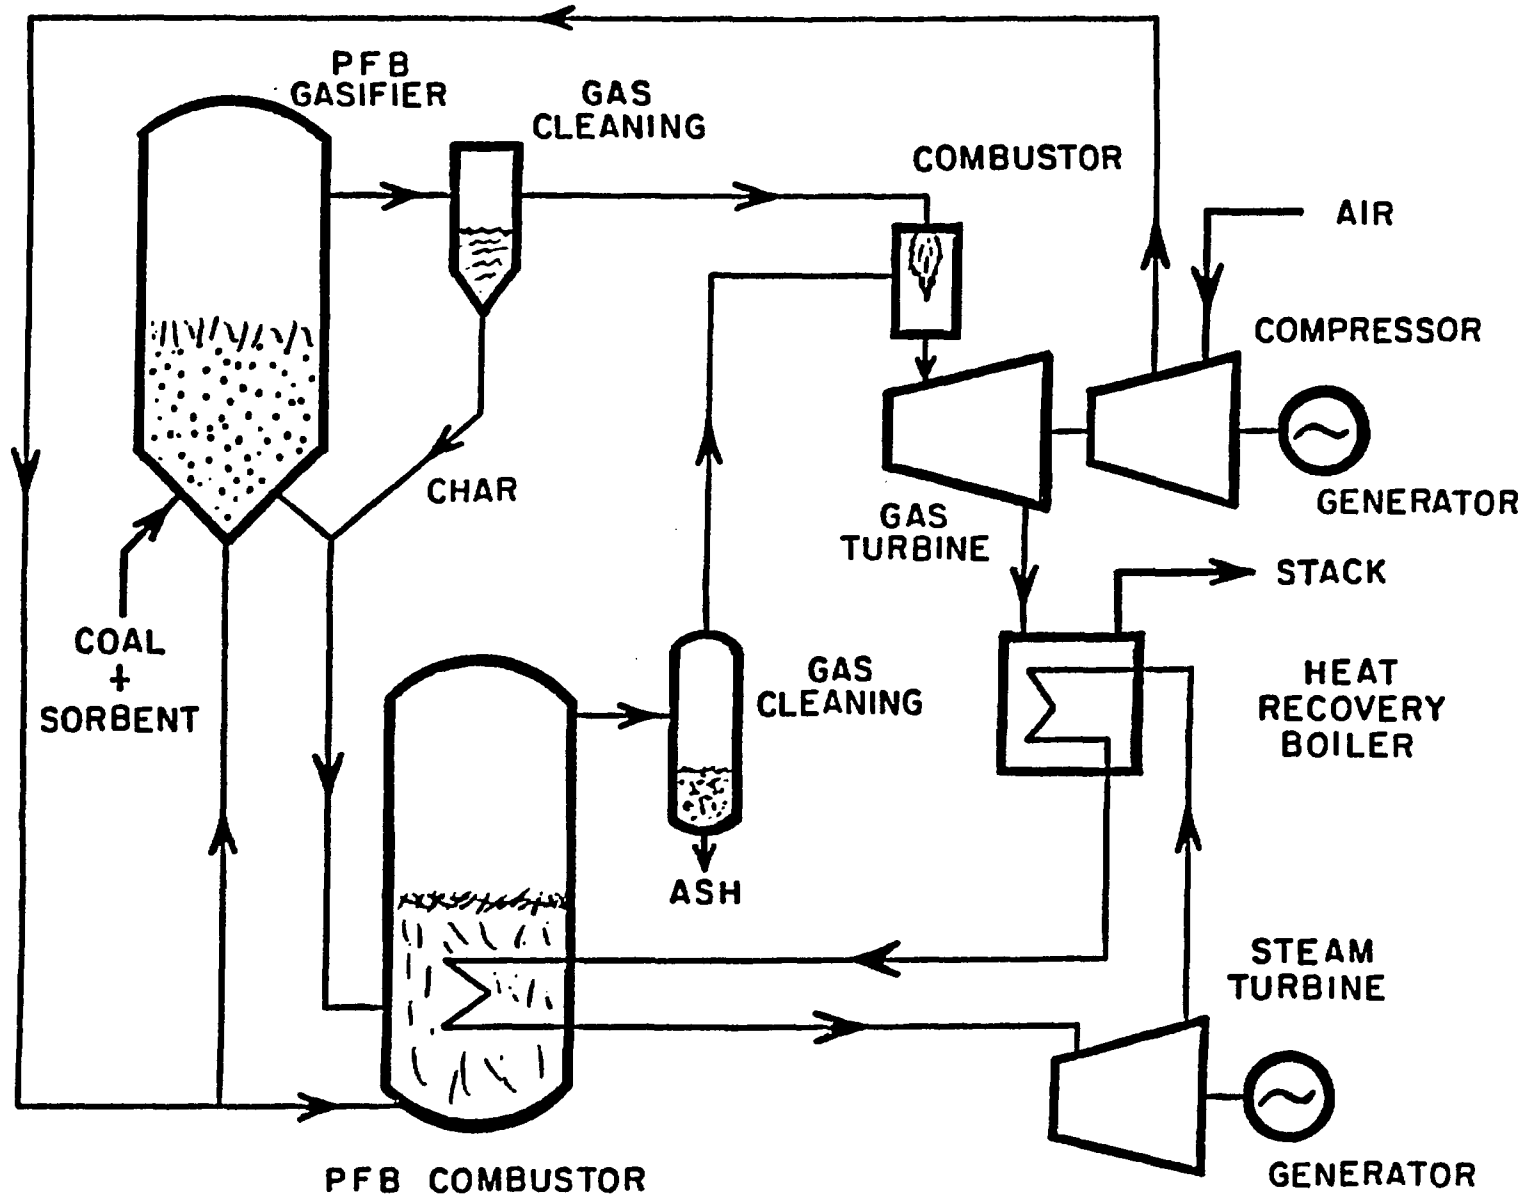 PFB
GASIFIER
GAS
CLEANING
COMBUSTOR
AIR
COMPRESSOR
CHAR
GENERATOR
GAS
TURBINE
STACK
COAL
+
SORBENT
GAS
CLEANING
HEAT
RECOVERY
BOILER
ASH
STEAM
TURBINE
PFB COMBUSTOR
GENERATOR